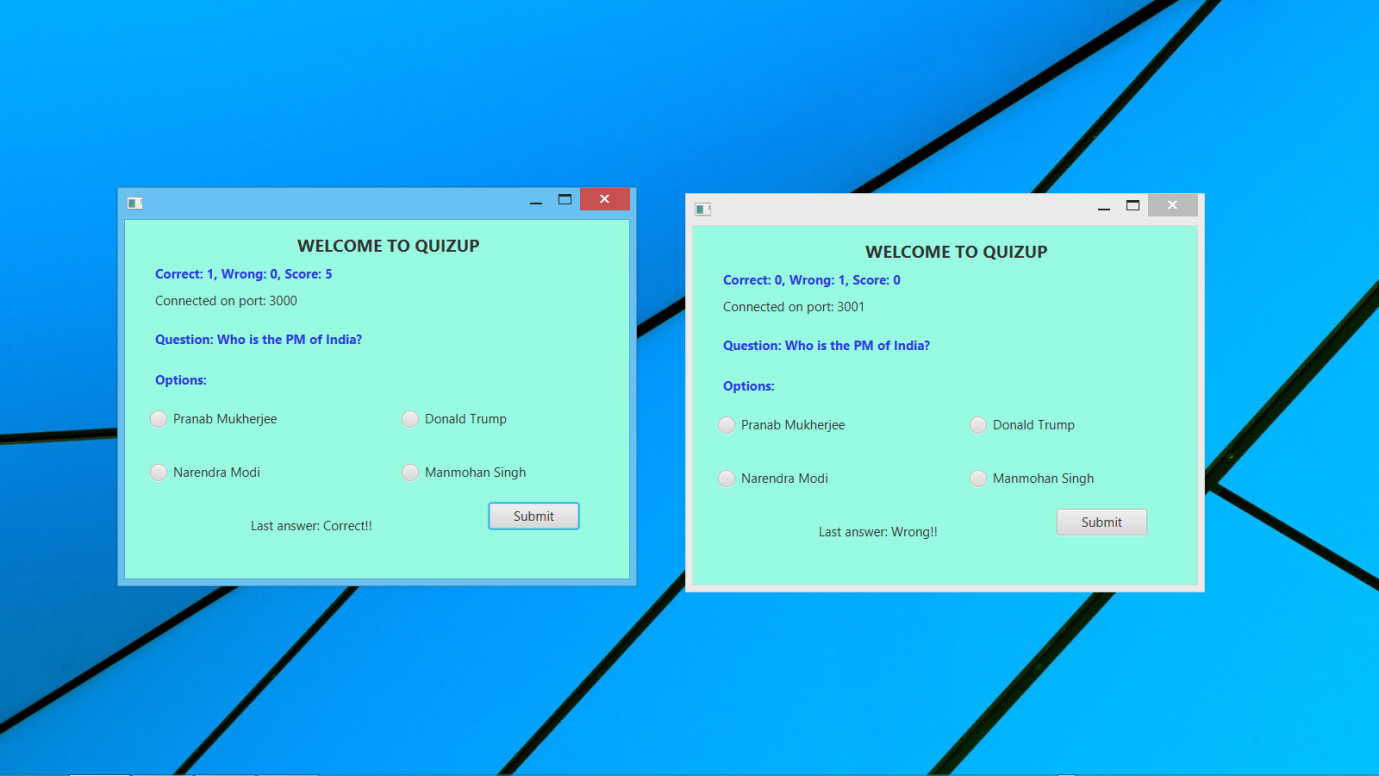 WELCOME TO QUIZUP
Correct: 1, Wrong: 0, Score: 5
Connected on port: 3000
Question: Who is the PM of India?
Options:
Pranab Mukherjee
Donald Trump
Narendra Modi
Manmohan Singh
Submit
Last answer: Correct!!
WELCOME TO QUIZUP
Correct: 0, Wrong: 1, Score: 0
Connected on port: 3001
Question: Who is the PM of India?
Options:
Pranab Mukherjee
Donald Trump
Narendra Modi
Manmohan Singh
Submit
Last answer: Wrong!!